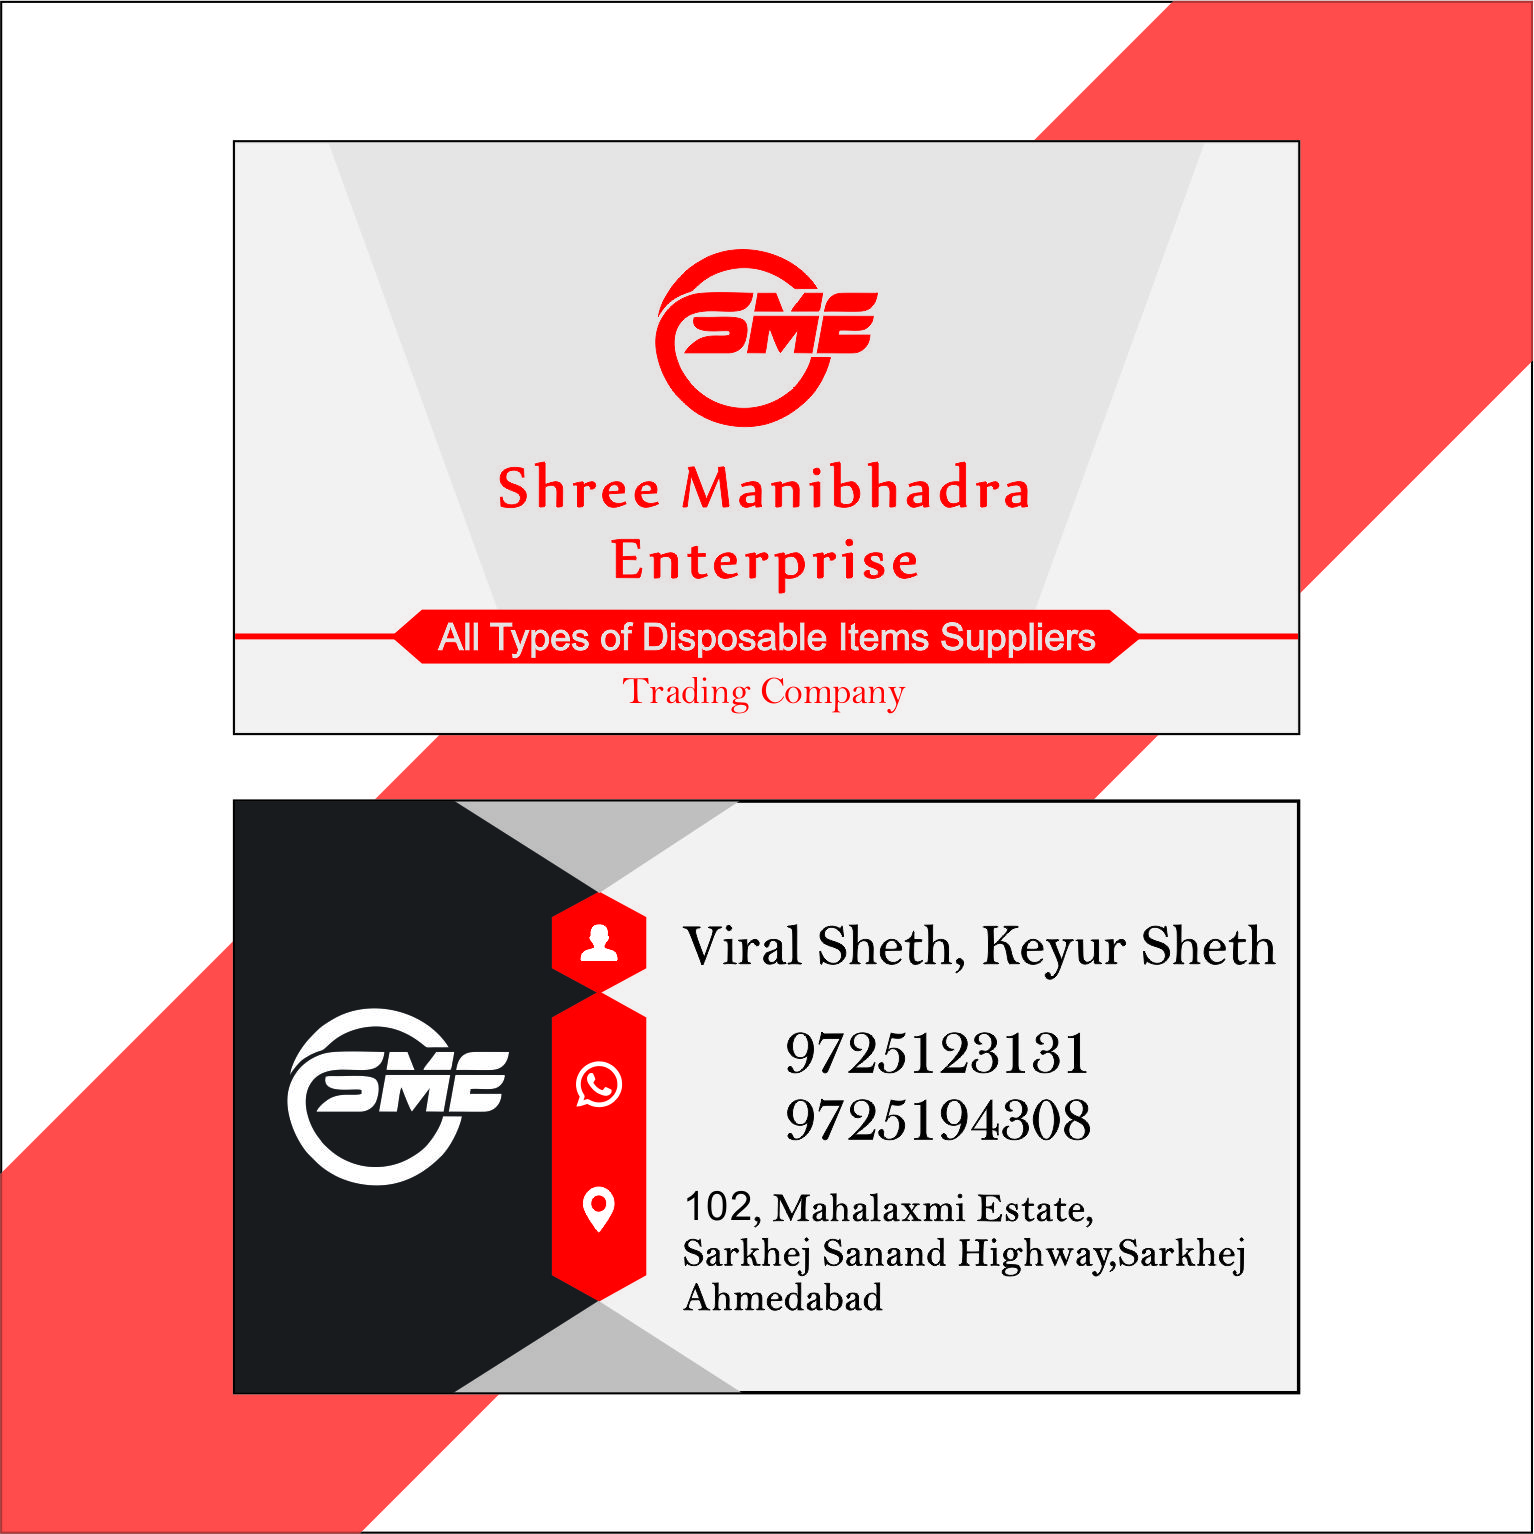 SME
Shree Manibhadra
Enterprise
All Types of Disposable Items Suppliers
Trading Company
SME
Viral Sheth, Keyur Sheth
9725123131
9725194308
102, Mahalaxmi Estate,
Sarkhej Sanand Highway,Sarkhej
Ahmedabad